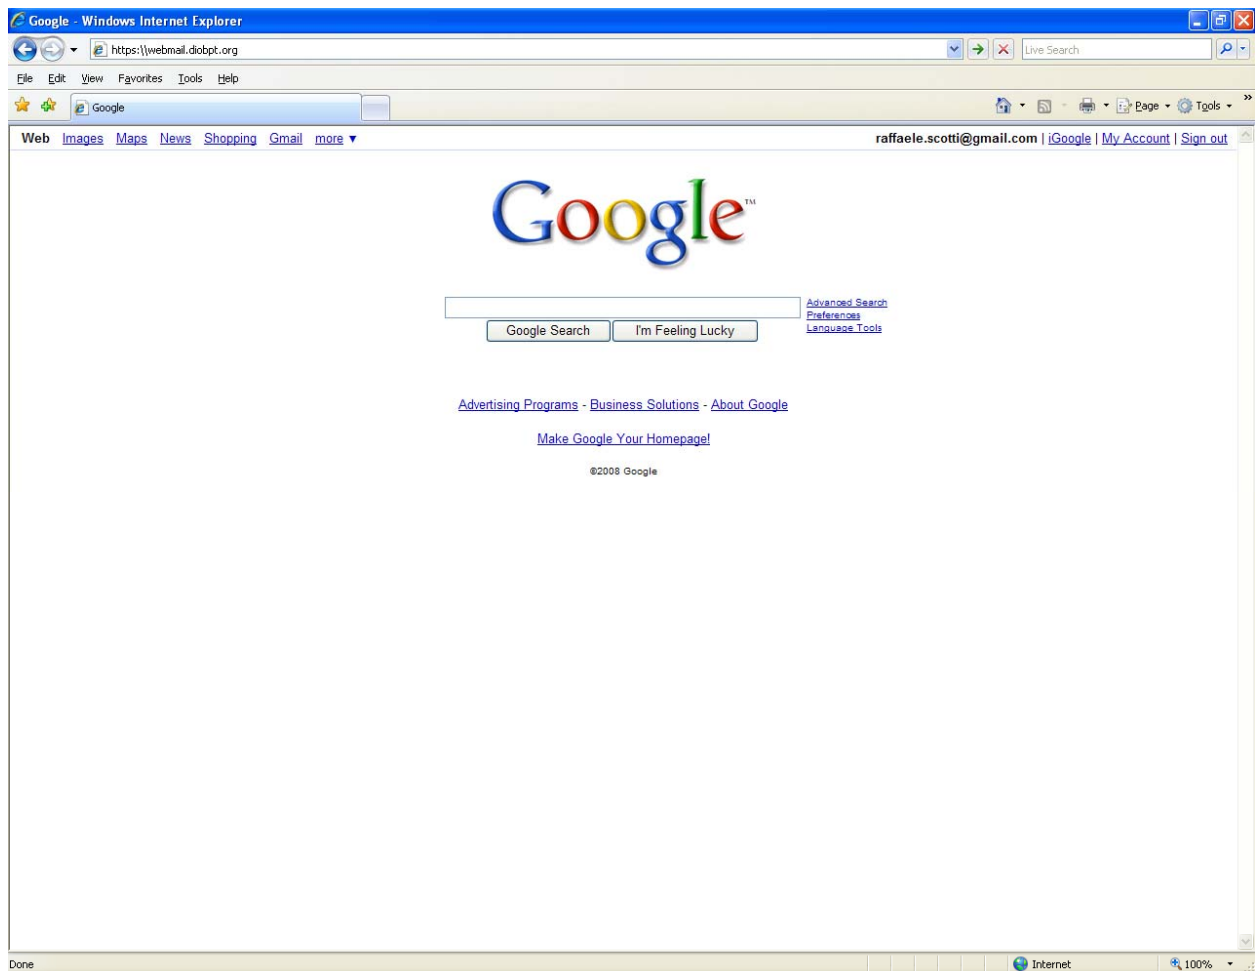 Google - Windows Internet Explorer
https:\\webmail.diobpt.org Live Search
File Edit View Favorites Tools Help
Google Page Tools »
Web Images Maps News Shopping Gmail more ▼ raffaele.scotti@gmail.com | iGoogle | My Account | Sign out
Google™
Advanced Search
Preferences
Language Tools
Google Search I'm Feeling Lucky
Advertising Programs - Business Solutions - About Google
Make Google Your Homepage!
©2008 Google
Done Internet 100%